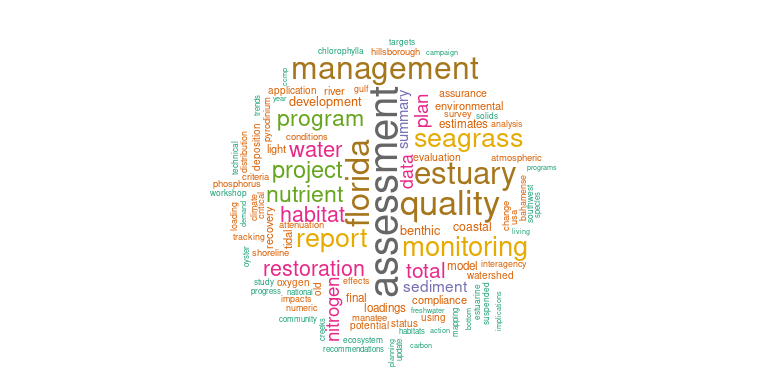 targets
chlorophylla
hillsborough
campaign
management
ccmp
application
river
gulf
assurance
year
development
trends
environmental
program
pyrodinium
assessment
summary
plan
survey
solids
estimates
analysis
conditions
seagrass
distribution
deposition
light
water
florida
data
evaluation
atmospheric
technical
criteria
project
estuary
programs
phosphorus
workshop
nutrient
quality
bahamense
southwest
species
loading
demand
climate
critical
habitat
change
usa
recovery
attenuation
benthic
coastal
living
tracking
tidal
report
monitoring
oyster
shoreline
restoration
total
model
interagency
watershed
study
oxygen
old
nitrogen
effects
sediment
progress
national
impacts
final
compliance
estuarine
suspended
implications
numeric
loadings
freshwater
community
manatee
using
mapping
bottom
creeks
potential
status
habitats
action
ecosystem
recommendations
planning
update
carbon